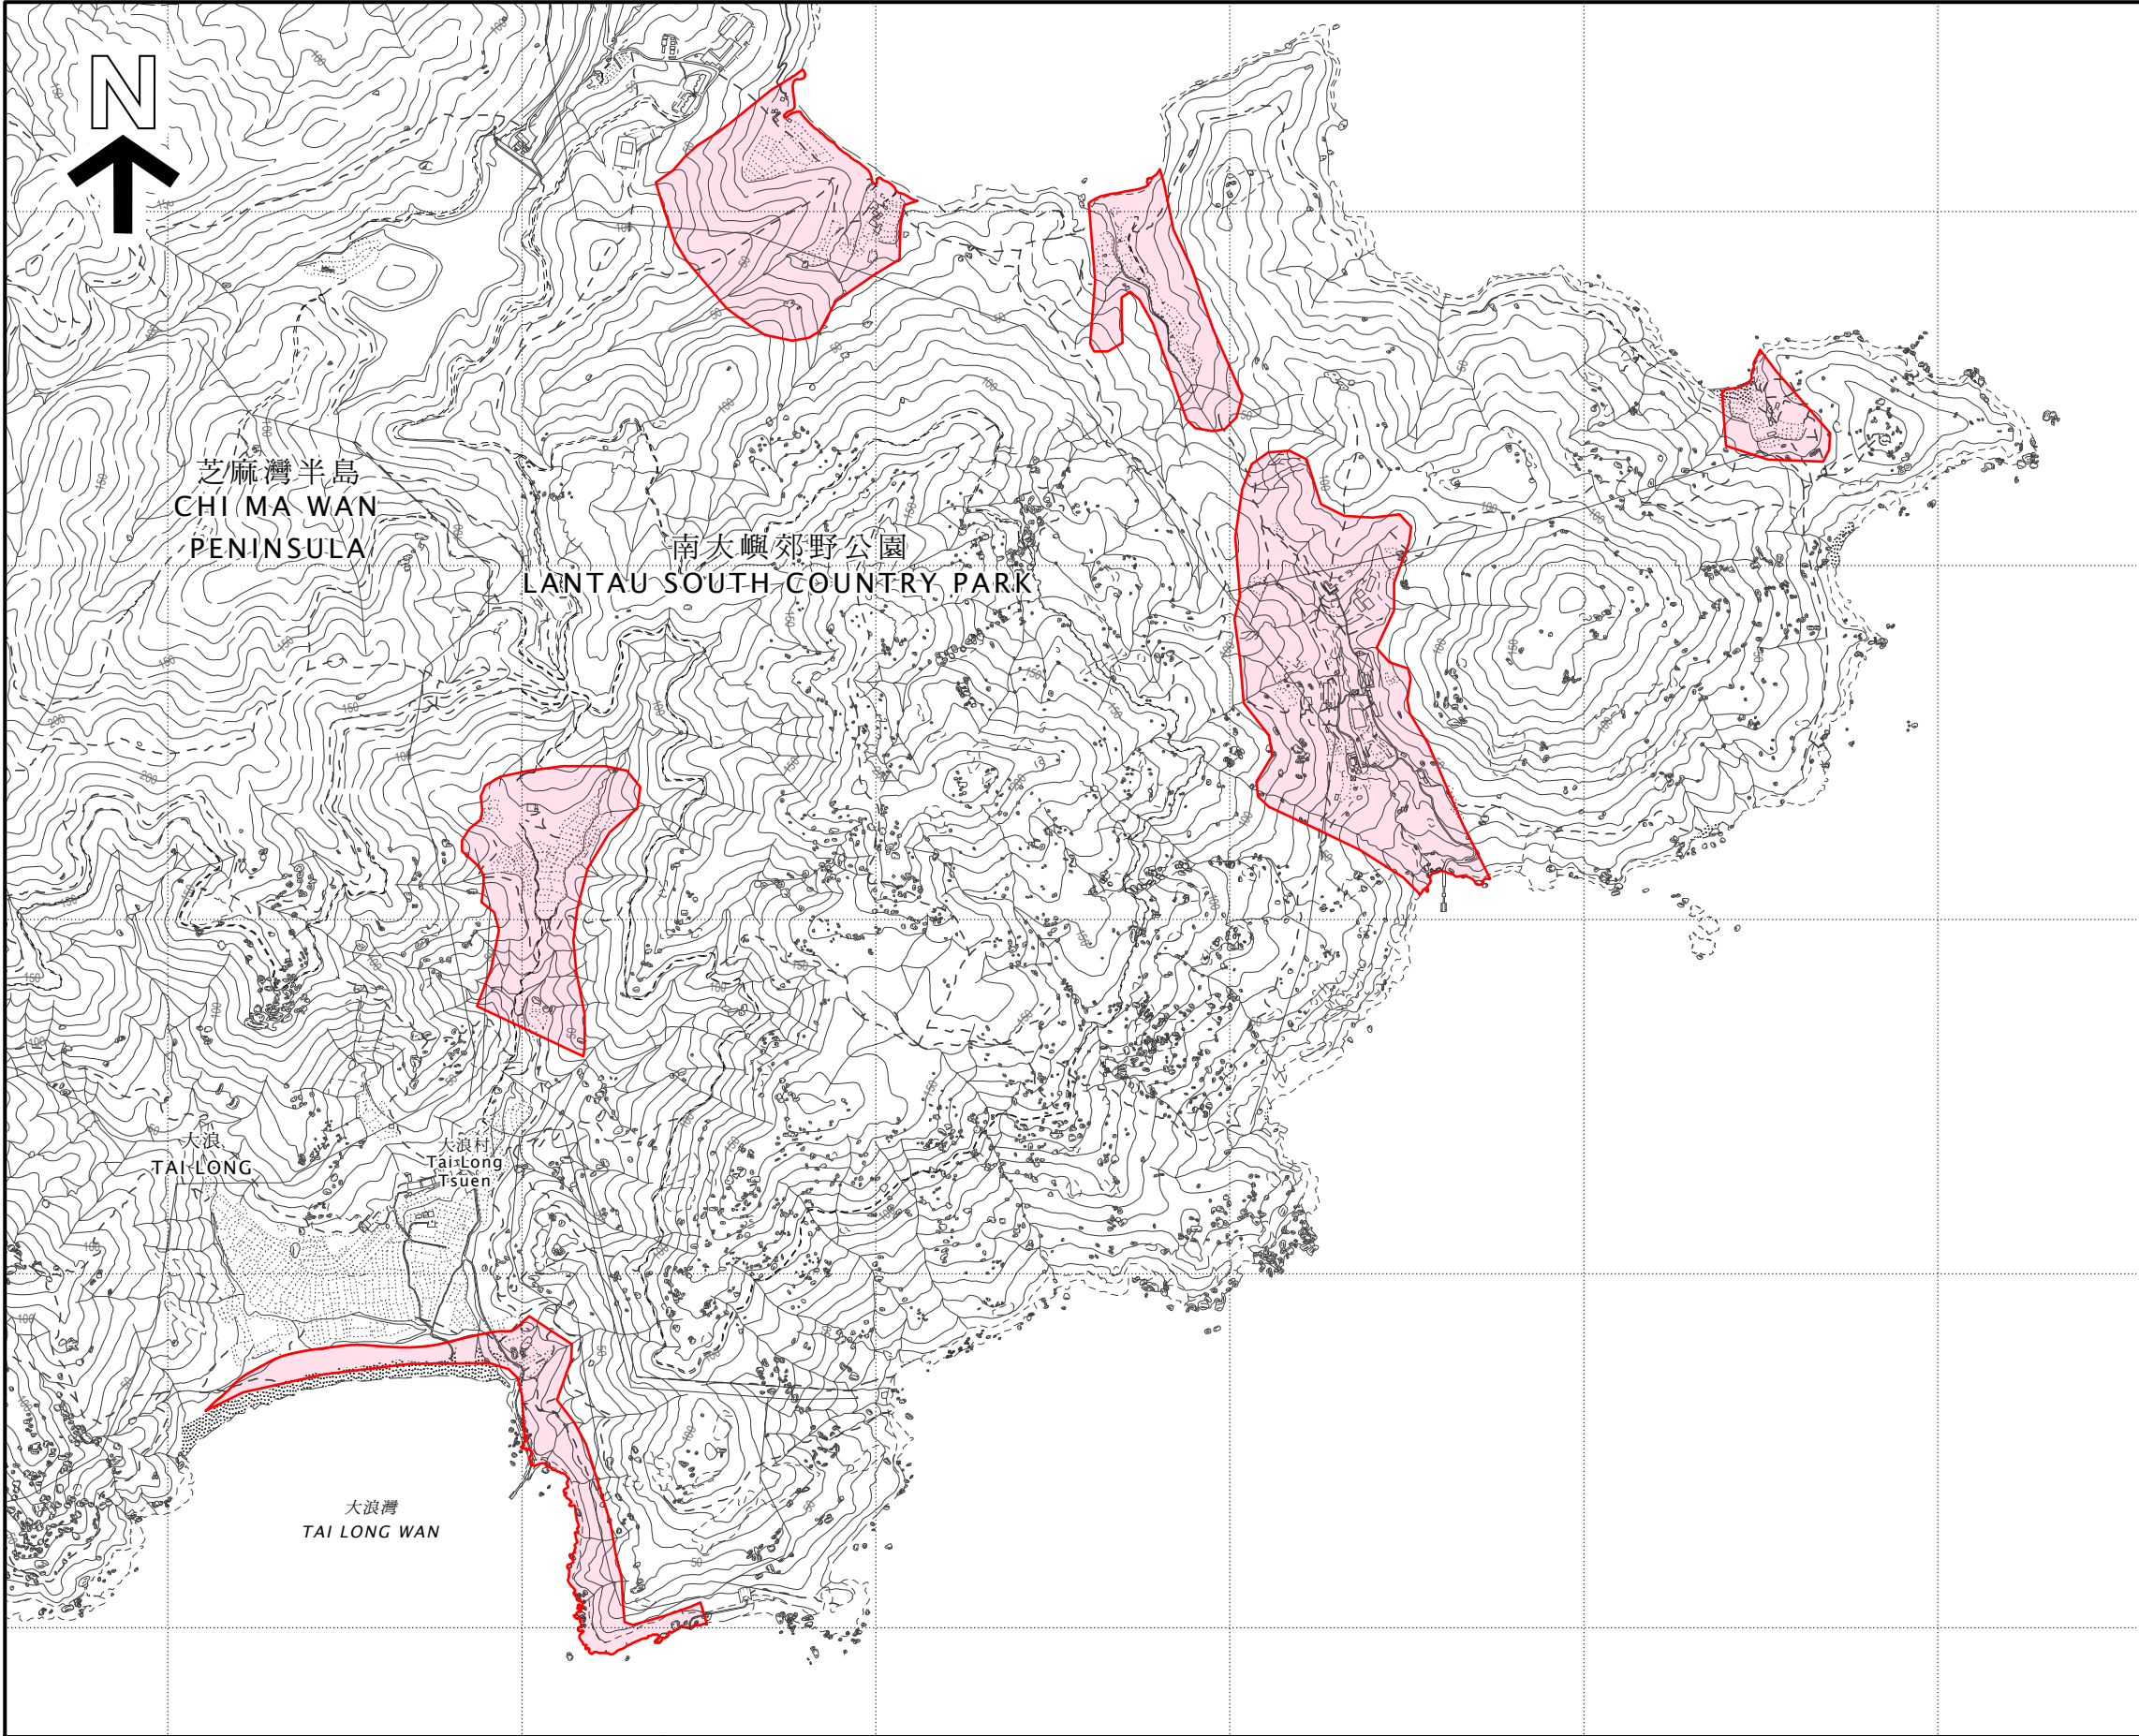 N
芝麻灣半島
CHI MA WAN
PENINSULA
南大嶼郊野公園
LANTAU SOUTH COUNTRY PARK
大浪
TAI LONG
大浪村
Tai Long
Tsuen
大浪灣
TAI LONG WAN